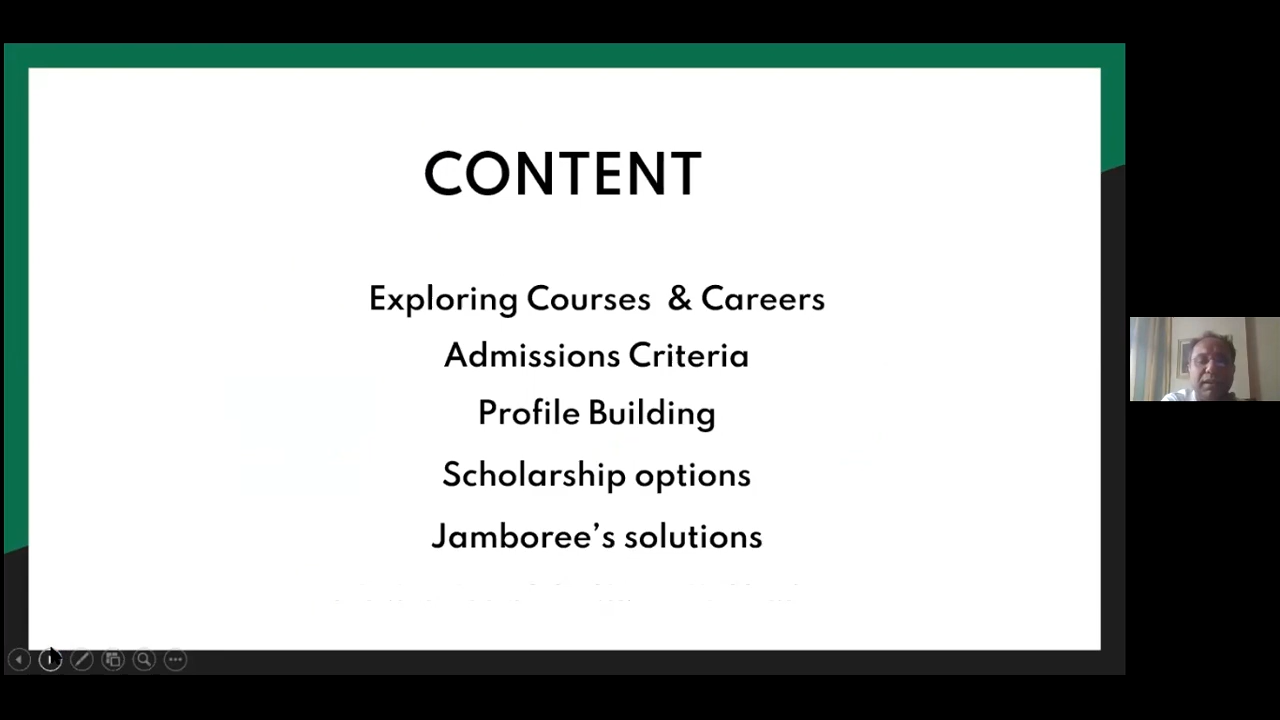 CONTENT
Exploring Courses & Careers
Admissions Criteria
Profile Building
Scholarship options
Jamboree’s solutions